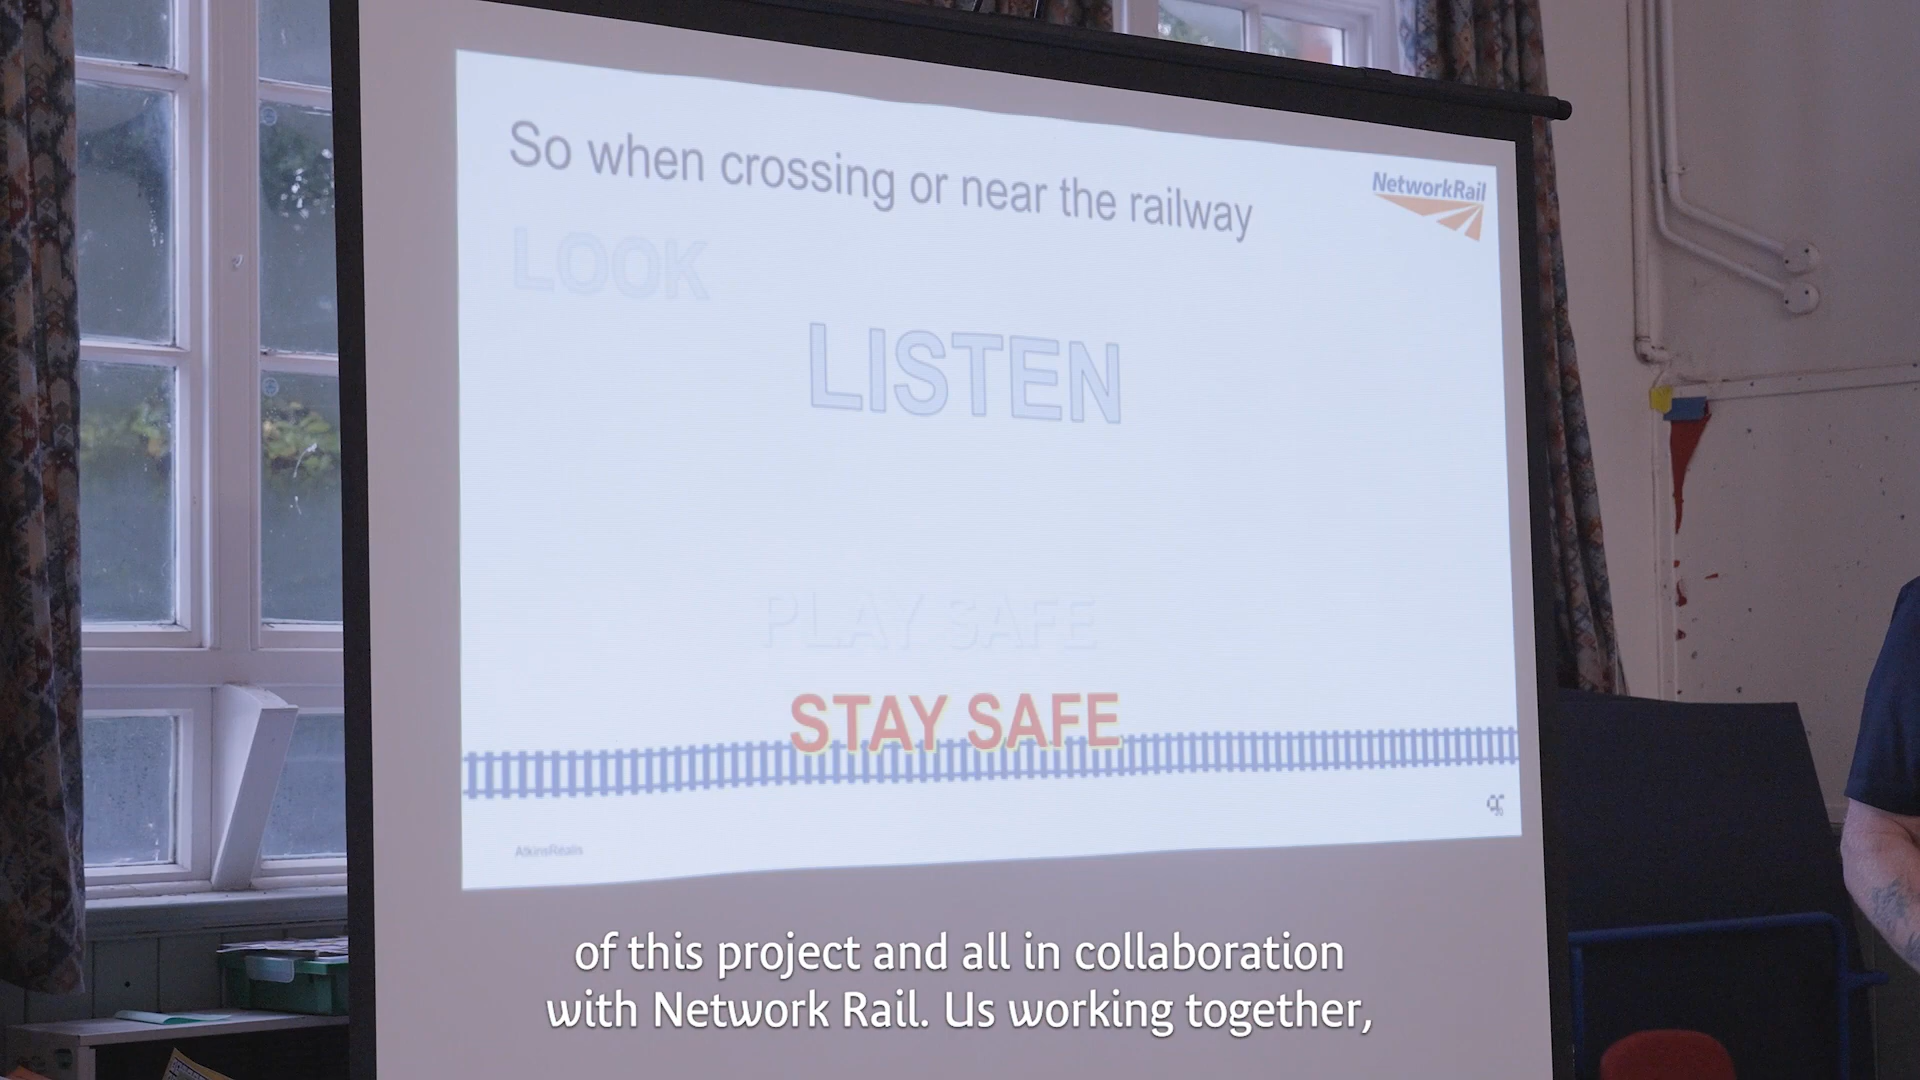 So when crossing or near the railway
NetworkRail
LOOK
LISTEN
PLAY SAFE
STAY SAFE
AtkinsRéalis
of this project and all in collaboration
with Network Rail. Us working together,